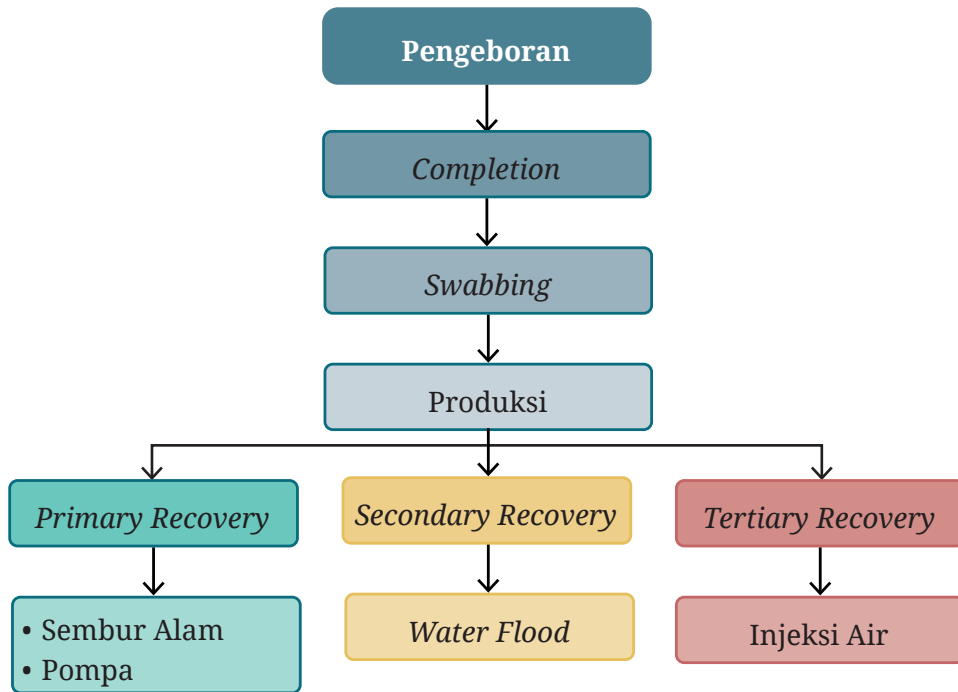 Pengeboran
Completion
Swabbing
Produksi
Primary Recovery
Secondary Recovery
Tertiary Recovery
• Sembur Alam
• Pompa
Water Flood
Injeksi Air